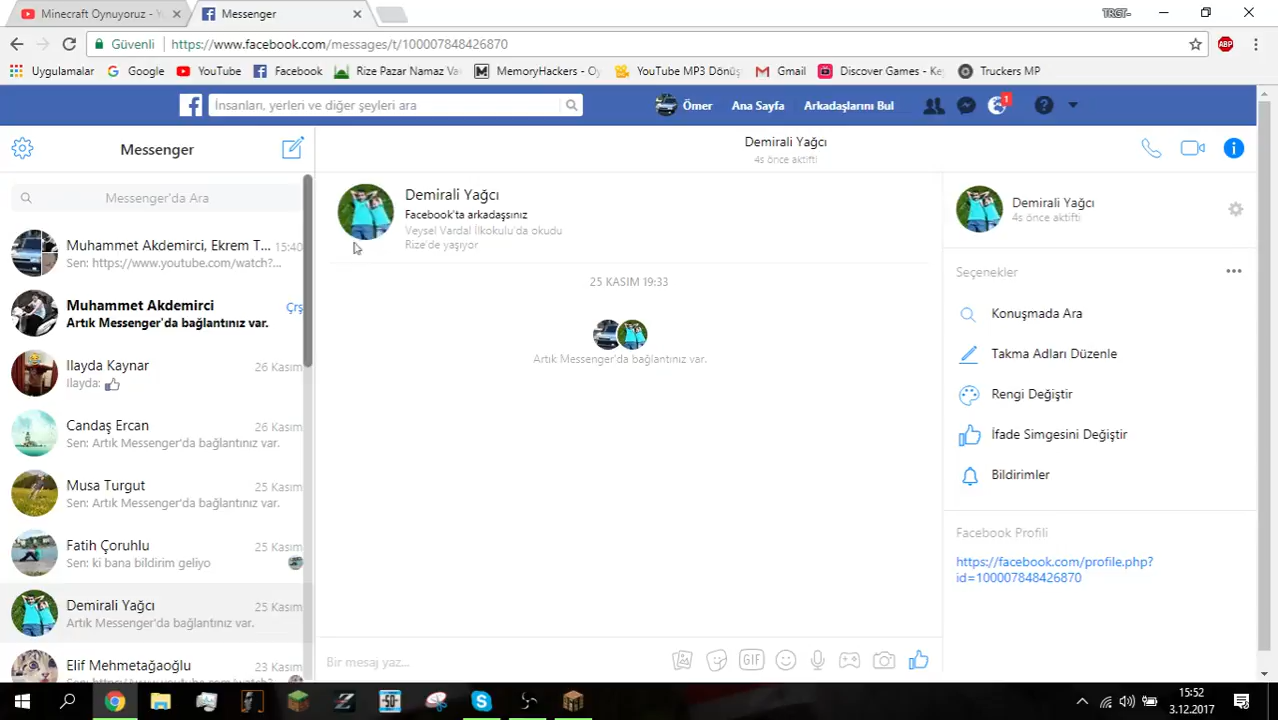 Minecraft Oynuyoruz - Y
Messenger
TRGT-
Güvenli
https://www.facebook.com/messages/t/100007848426870
ABP
Uygulamalar
Google
YouTube
Facebook
Rize Pazar Namaz Va
MemoryHackers - Oy
YouTube MP3 Dönüş
Gmail
Discover Games - Key
Truckers MP
İnsanları, yerleri ve diğer şeyleri ara
Ömer
Ana Sayfa
Arkadaşlarını Bul
1
Messenger
Demirali Yağcı
4s önce aktifti
Messenger'da Ara
Muhammet Akdemirci, Ekrem T...
15:40
Sen: https://www.youtube.com/watch?...
Muhammet Akdemirci
Çrş
Artık Messenger'da bağlantınız var.
Ilayda Kaynar
26 Kasım
Ilayda:
Candaş Ercan
26 Kasım
Sen: Artık Messenger'da bağlantınız var.
Musa Turgut
25 Kasım
Sen: Artık Messenger'da bağlantınız var.
Fatih Çoruhlu
25 Kasım
Sen: ki bana bildirim geliyo
Demirali Yağcı
25 Kasım
Artık Messenger'da bağlantınız var.
Elif Mehmetağaoğlu
23 Kasım
Demirali Yağcı
Facebook'ta arkadaşsınız
Veysel Vardal İlkokulu'da okudu
Rize'de yaşıyor
25 KASIM 19:33
Artık Messenger'da bağlantınız var.
Bir mesaj yaz...
GIF
Demirali Yağcı
4s önce aktifti
Seçenekler
Konuşmada Ara
Takma Adları Düzenle
Rengi Değiştir
İfade Simgesini Değiştir
Bildirimler
Facebook Profili
https://facebook.com/profile.php?
id=100007848426870
15:52
3.12.2017